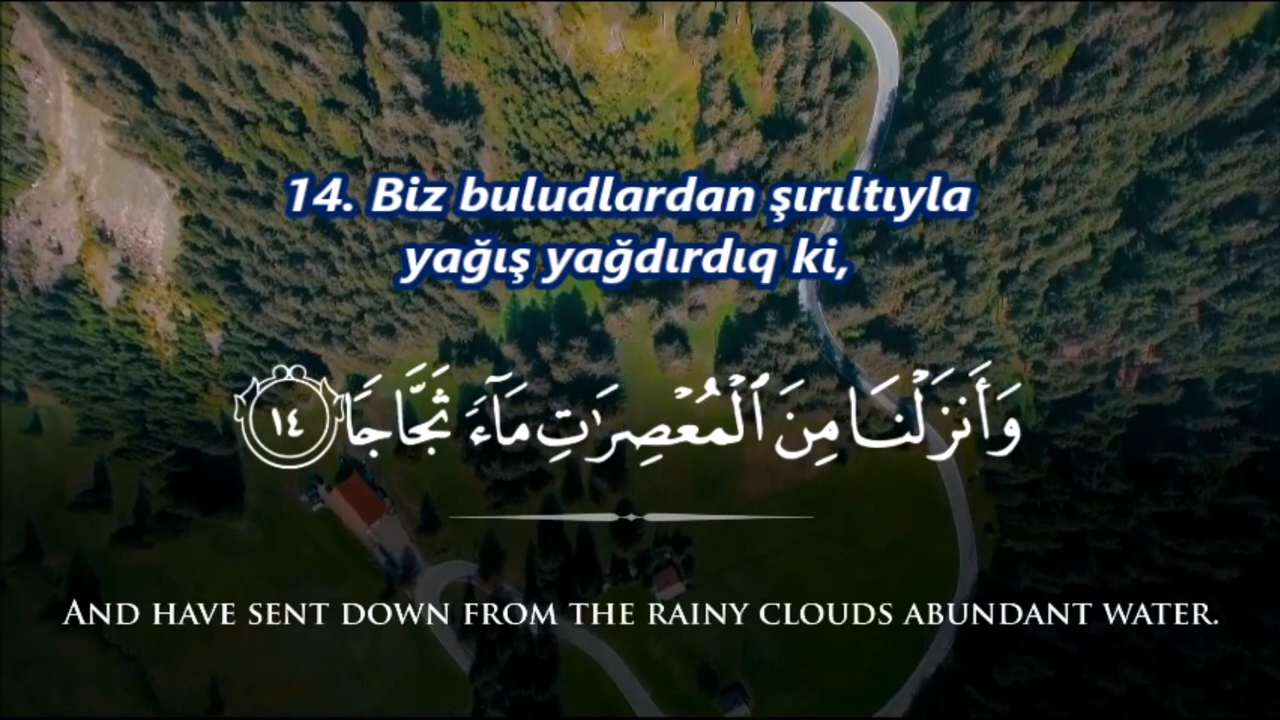 14. Biz buludlardan şırıltıyla
yağış yağdırdıq ki,
وَأَنزَلْنَا مِنَ ٱلْمُعْصِرَٰتِ مَآءً ثَجَّاجًا ١٤
AND HAVE SENT DOWN FROM THE RAINY CLOUDS ABUNDANT WATER.